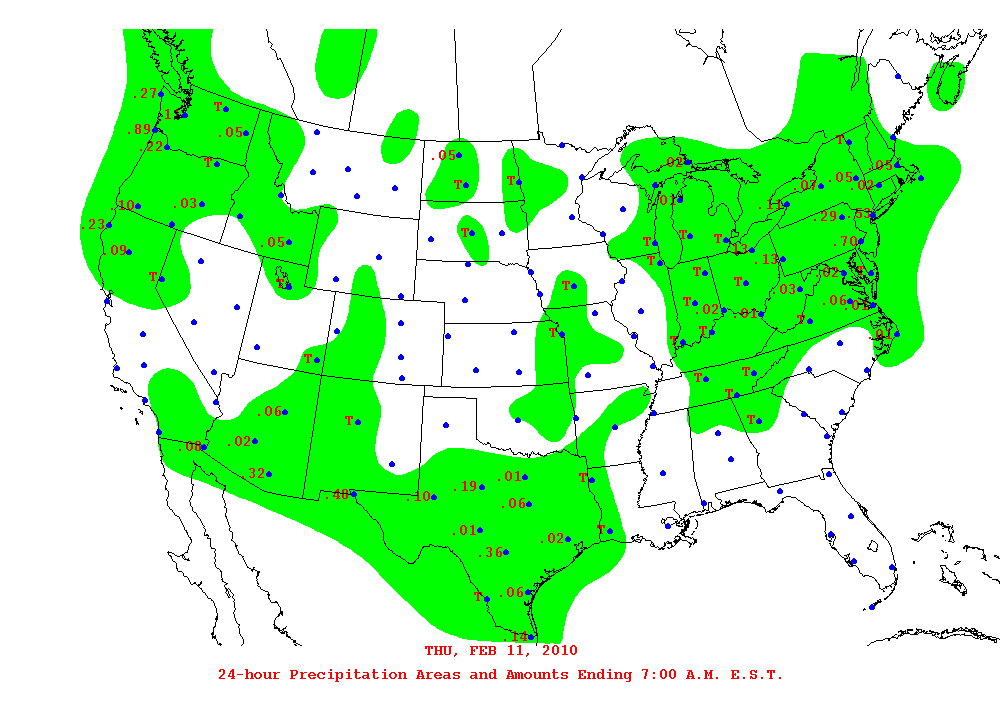 .27
T
.89
.05
.22
T
T
.05
T
T
.02
.05
.07
.05
.02
.01
.11
.10
.03
.29
.53
.23
.70
T
T
T
.05
.13
.09
T
.13
T
T
T
.02
T
T
.03
T
.02
.01
.06
.01
T
T
T
T
.01
T
T
T
T
.06
T
T
T
.02
.08
.32
.01
T
.19
.40
.10
.06
.01
T
.02
.36
.06
T
.14
THU, FEB 11, 2010
24-hour Precipitation Areas and Amounts Ending 7:00 A.M. E.S.T.